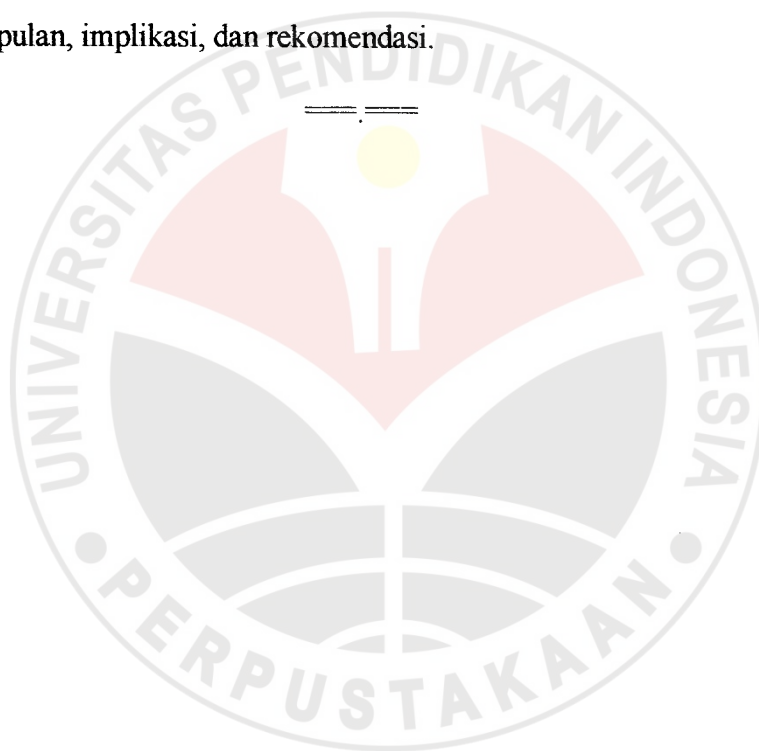 pulan, implikasi, dan rekomendasi.
===.===
UNIVERSITAS PENDIDIKAN INDONESIA
PERPUSTAKAAN